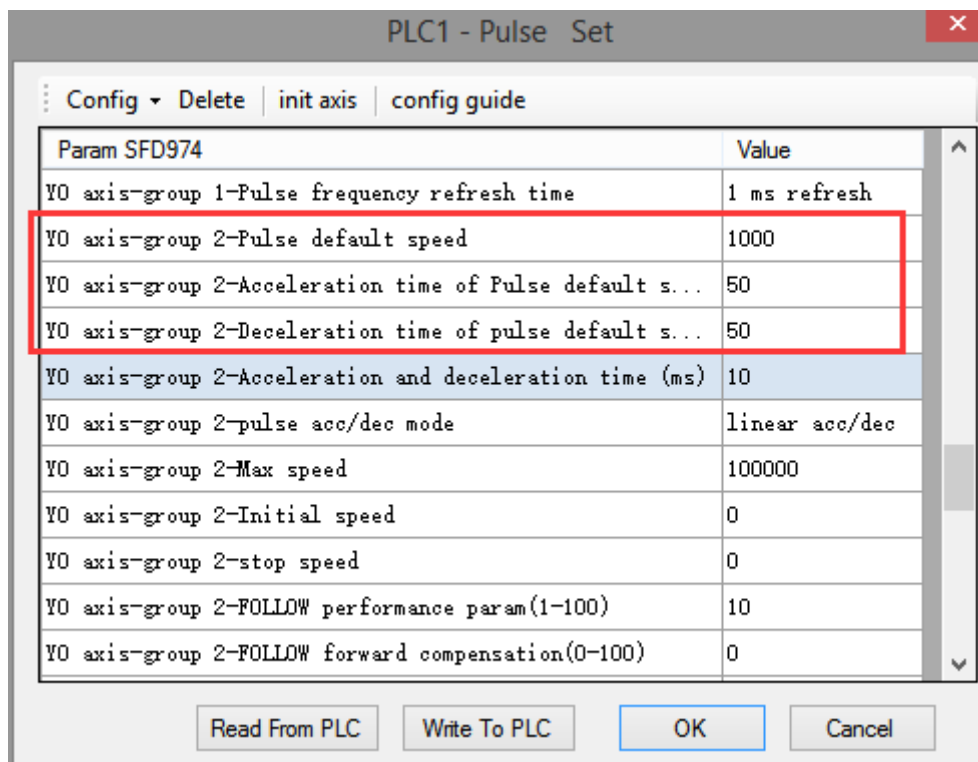 PLC1 - Pulse Set
Config Delete init axis config guide
Param SFD974 Value
Y0 axis-group 1-Pulse frequency refresh time 1 ms refresh
Y0 axis-group 2-Pulse default speed 1000
Y0 axis-group 2-Acceleration time of Pulse default s... 50
Y0 axis-group 2-Deceleration time of pulse default s... 50
Y0 axis-group 2-Acceleration and deceleration time (ms) 10
Y0 axis-group 2-pulse acc/dec mode linear acc/dec
Y0 axis-group 2-Max speed 100000
Y0 axis-group 2-Initial speed 0
Y0 axis-group 2-stop speed 0
Y0 axis-group 2-FOLLOW performance param(1-100) 10
Y0 axis-group 2-FOLLOW forward compensation(0-100) 0
Read From PLC Write To PLC OK Cancel